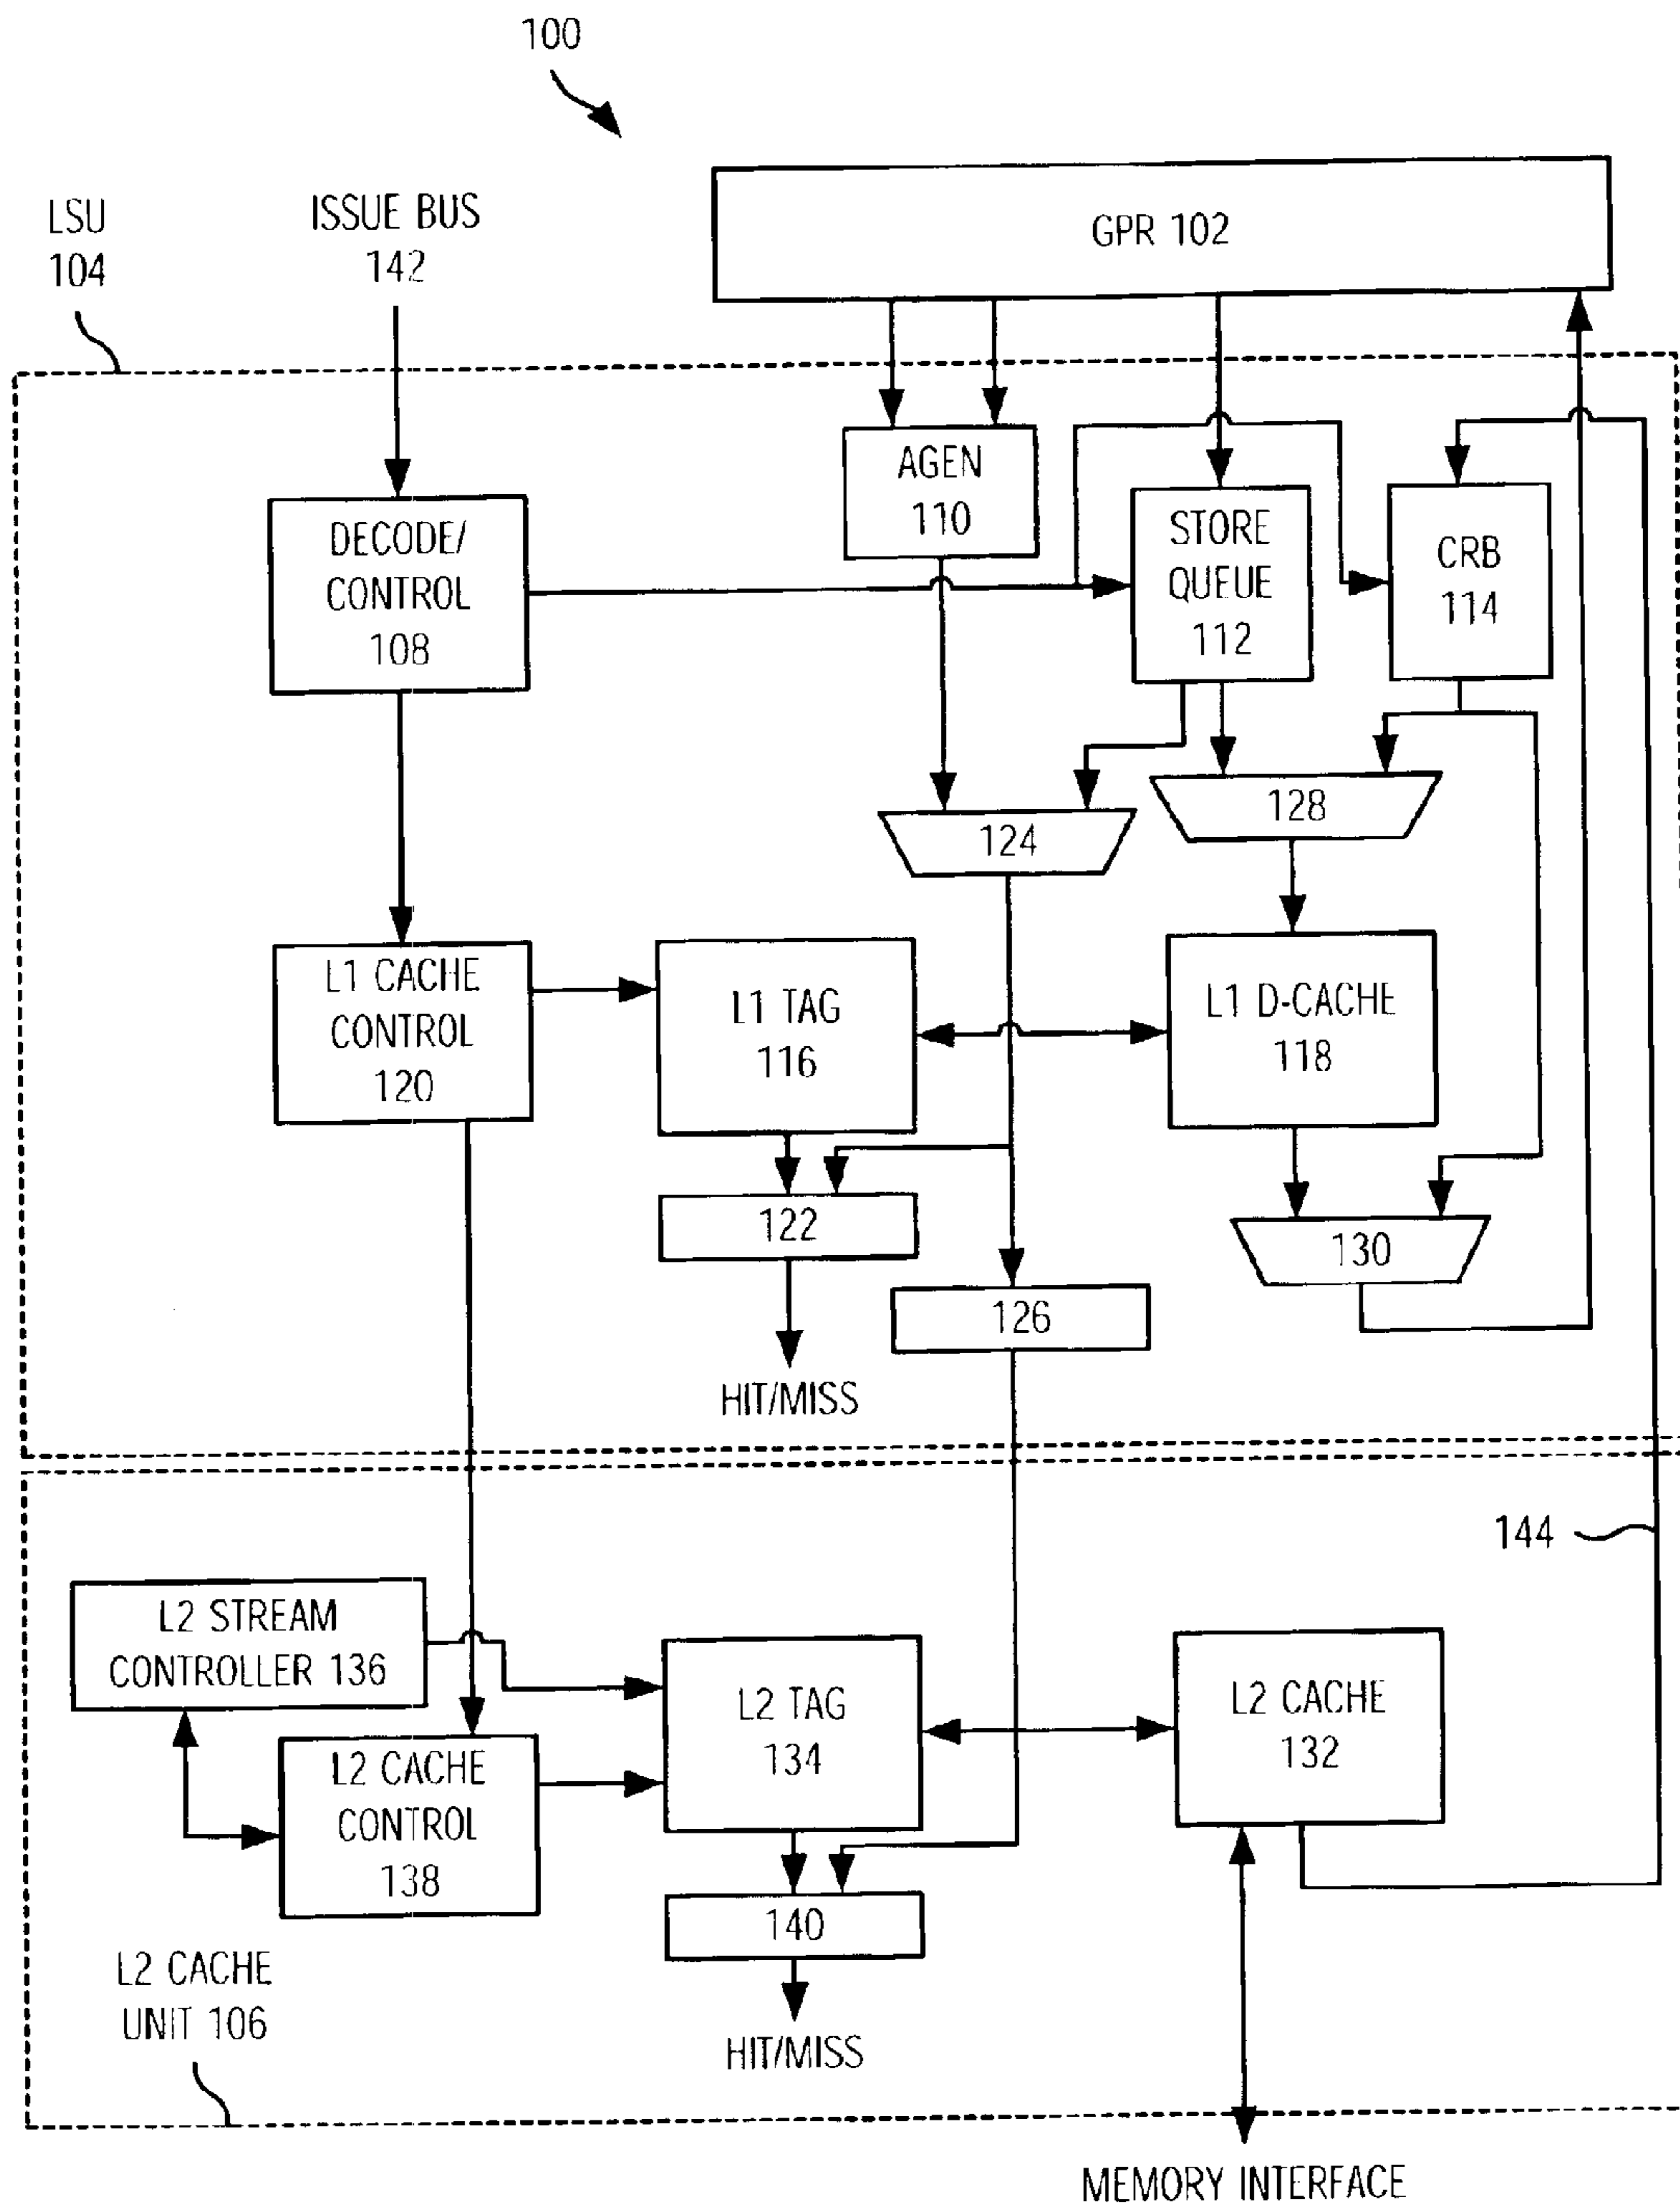 100
LSU
104
ISSUE BUS
142
GPR 102
AGEN
110
DECODE/
CONTROL
108
STORE
QUEUE
112
CRB
114
124
128
L1 CACHE
CONTROL
120
L1 TAG
116
L1 D-CACHE
118
122
130
126
HIT/MISS
144
L2 STREAM
CONTROLLER 136
L2 TAG
134
L2 CACHE
132
L2 CACHE
CONTROL
138
140
L2 CACHE
UNIT 106
HIT/MISS
MEMORY INTERFACE